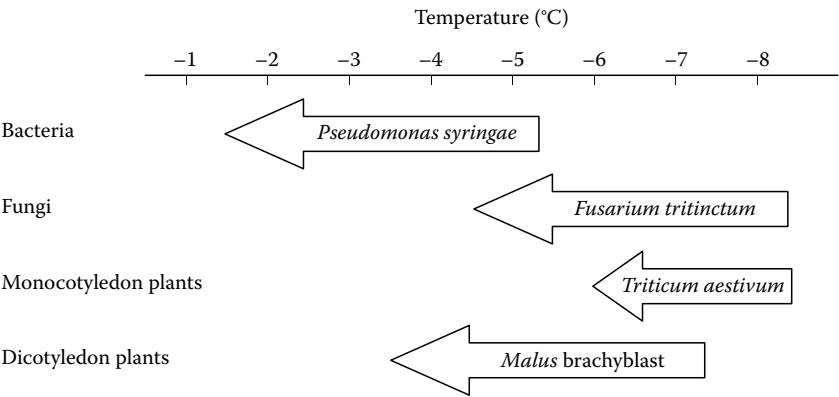 Temperature (°C)
–1 –2 –3 –4 –5 –6 –7 –8
Bacteria Pseudomonas syringae
Fungi Fusarium tritinctum
Monocotyledon plants Triticum aestivum
Dicotyledon plants Malus brachyblast